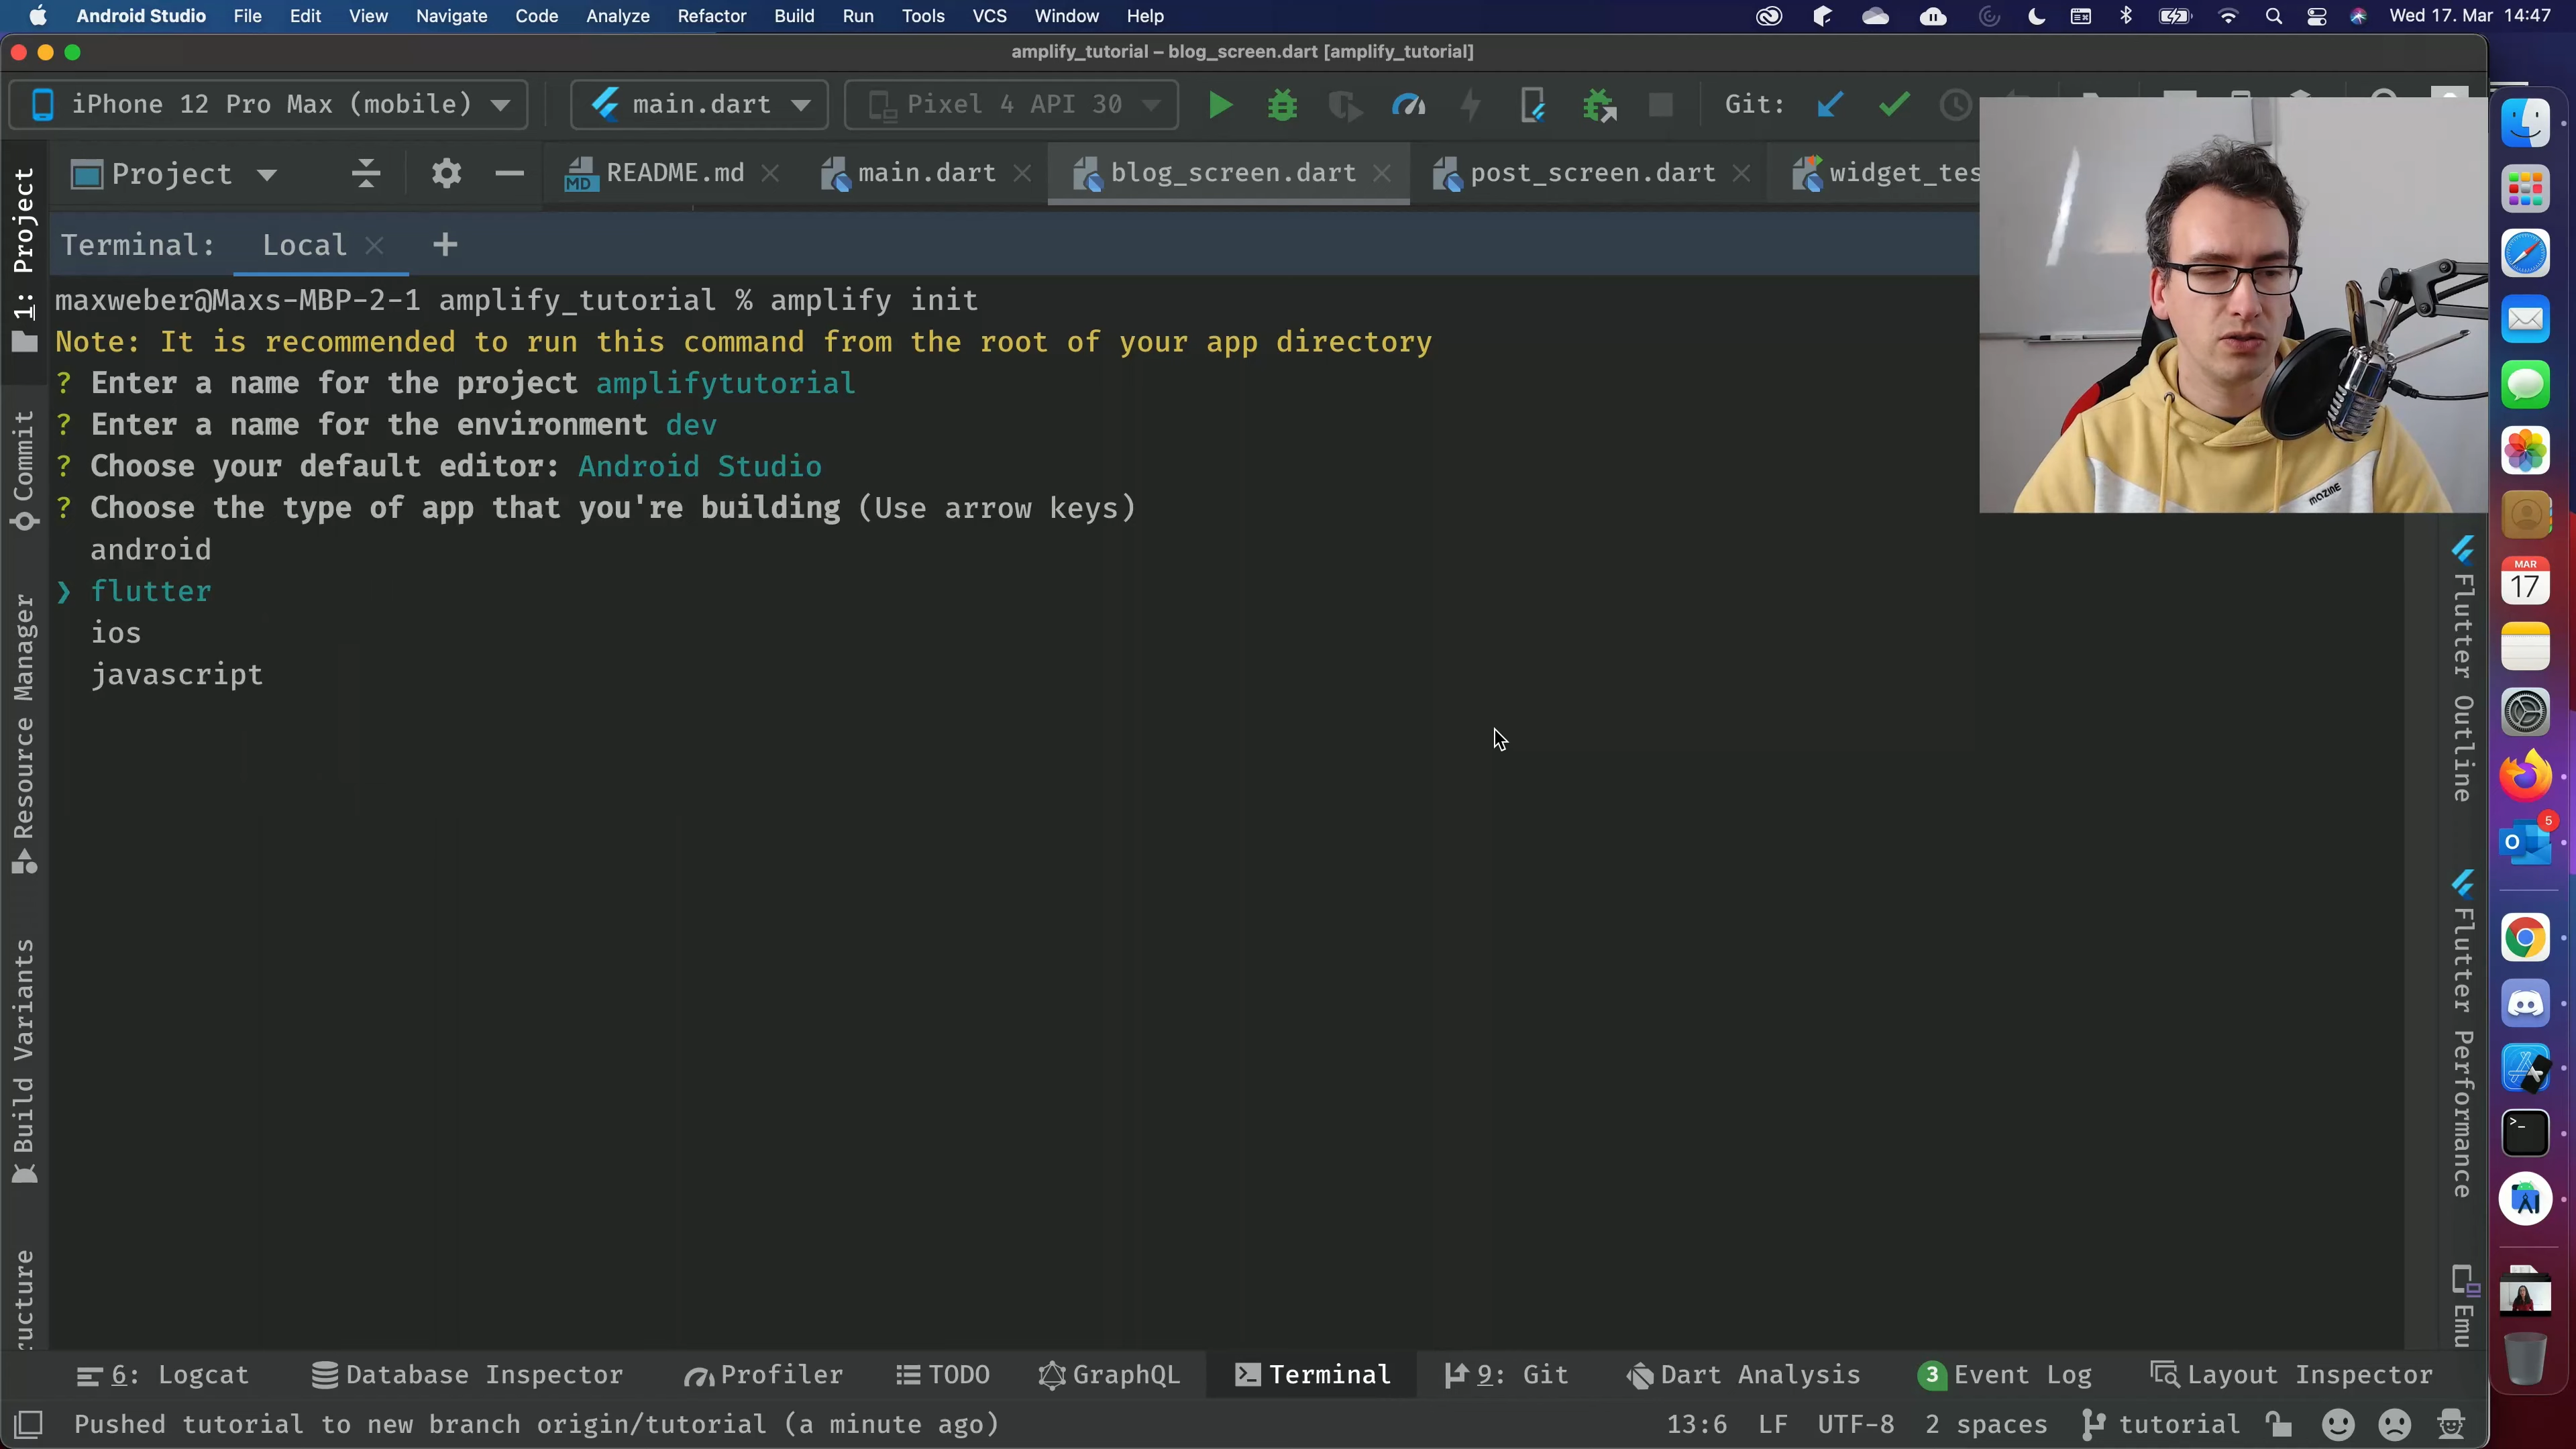 Android Studio File Edit View Navigate Code Analyze Refactor Build Run Tools VCS Window Help Wed 17. Mar 14:47
amplify_tutorial – blog_screen.dart [amplify_tutorial]
iPhone 12 Pro Max (mobile) main.dart Pixel 4 API 30 Git:
Project README.md main.dart blog_screen.dart post_screen.dart widget_tes
MD
Terminal: Local +
maxweber@Maxs-MBP-2-1 amplify_tutorial % amplify init
Note: It is recommended to run this command from the root of your app directory
? Enter a name for the project amplifytutorial
? Enter a name for the environment dev
? Choose your default editor: Android Studio
? Choose the type of app that you're building (Use arrow keys)
android
❯ flutter
ios
javascript
1: Project
Commit
Resource Manager
Build Variants
ructure
mazine
Flutter Outline
Flutter Performance
Emu
MAR
17
5
6: Logcat Database Inspector Profiler TODO GraphQL Terminal 9: Git Dart Analysis 3 Event Log Layout Inspector
Pushed tutorial to new branch origin/tutorial (a minute ago) 13:6 LF UTF-8 2 spaces tutorial